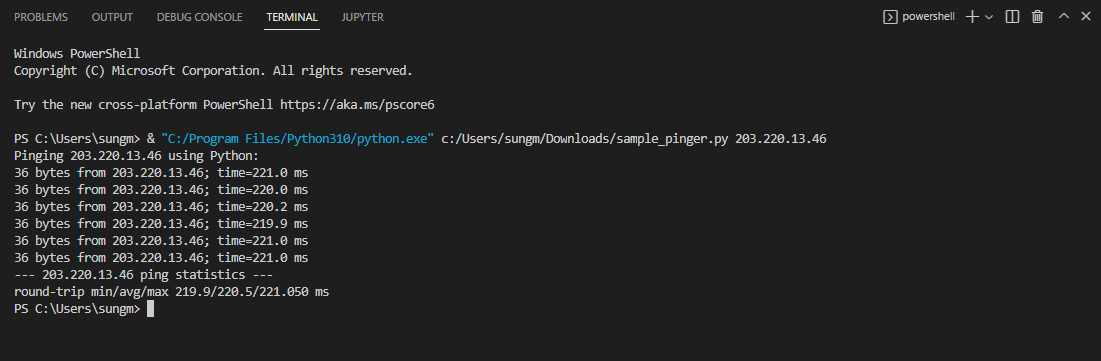 PROBLEMS OUTPUT DEBUG CONSOLE TERMINAL JUPYTER powershell
Windows PowerShell
Copyright (C) Microsoft Corporation. All rights reserved.
Try the new cross-platform PowerShell https://aka.ms/pscore6
PS C:\Users\sungm> & "C:/Program Files/Python310/python.exe" c:/Users/sungm/Downloads/sample_pinger.py 203.220.13.46
Pinging 203.220.13.46 using Python:
36 bytes from 203.220.13.46; time=221.0 ms
36 bytes from 203.220.13.46; time=220.0 ms
36 bytes from 203.220.13.46; time=220.2 ms
36 bytes from 203.220.13.46; time=219.9 ms
36 bytes from 203.220.13.46; time=221.0 ms
36 bytes from 203.220.13.46; time=221.0 ms
--- 203.220.13.46 ping statistics ---
round-trip min/avg/max 219.9/220.5/221.050 ms
PS C:\Users\sungm>